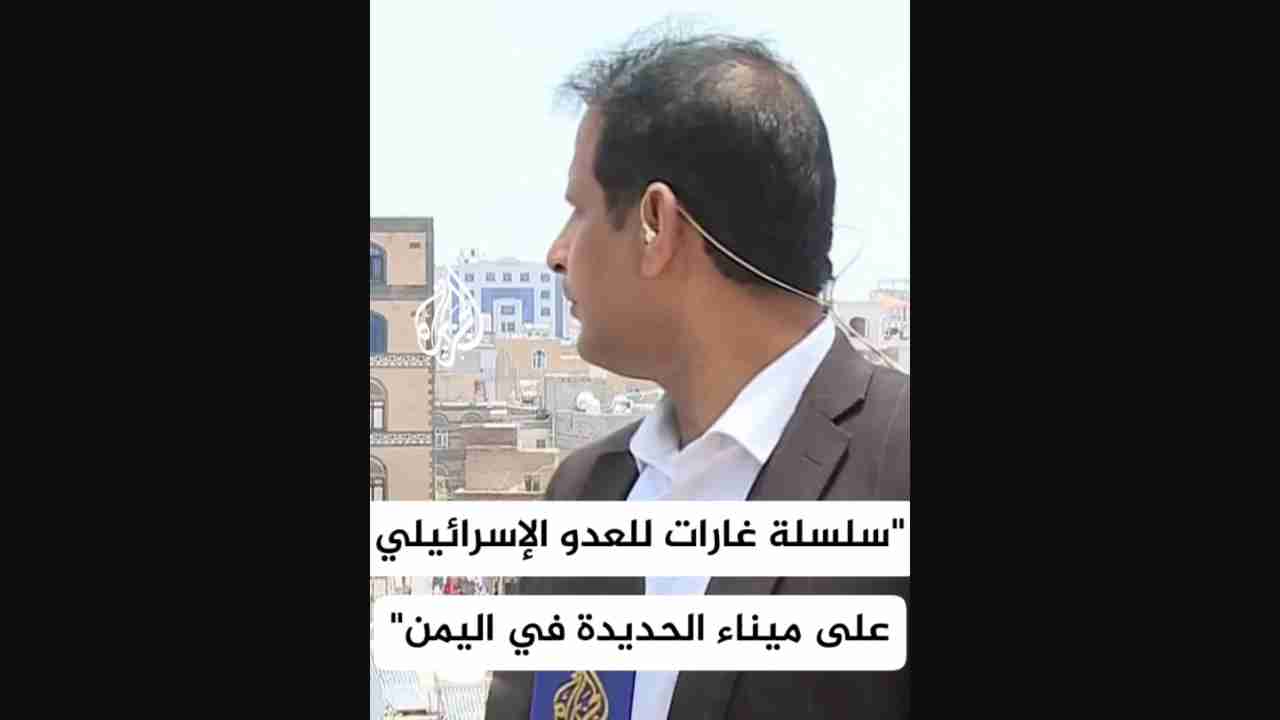 "سلسلة غارات للعدو الإسرائيلي
على ميناء الحديدة في اليمن"